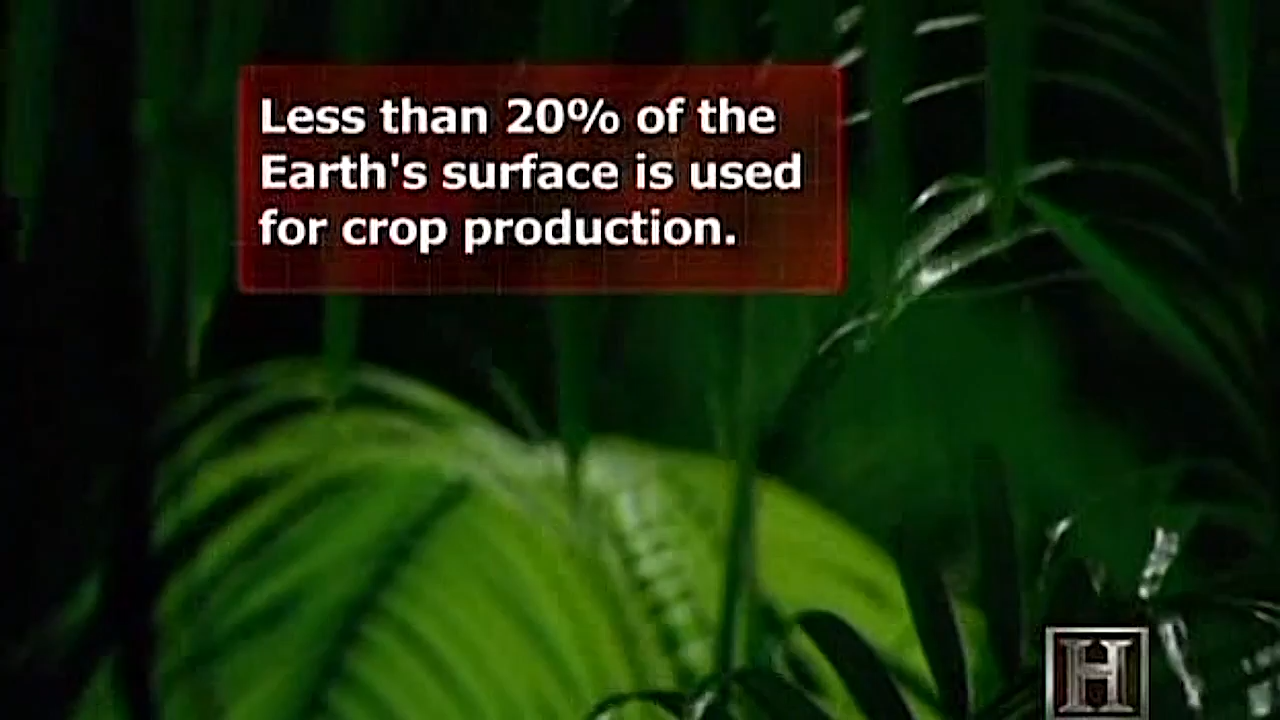 Less than 20% of the
Earth's surface is used
for crop production.
H